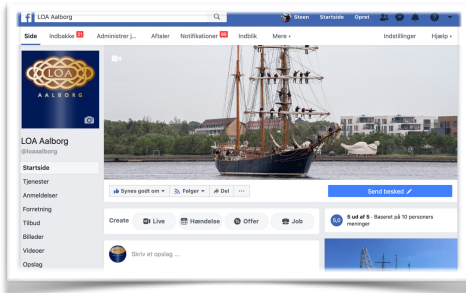 LOA Aalborg
Steen Startside Opret
Side Indbakke 21 Administrer j... Aftaler Notifikationer Indblik Mere Indstillinger Hjælp
LOA
AALBORG
LOA Aalborg
@loaaalborg
Startside
Tjenester
Anmeldelser
Forretning
Tilbud
Billeder
Videoer
Opslag
Synes godt om Følger Del ...
Send besked
Create Live Hændelse Offer Job
5,0 5 ud af 5 · Baseret på 10 personers
meninger
Skriv et opslag ...